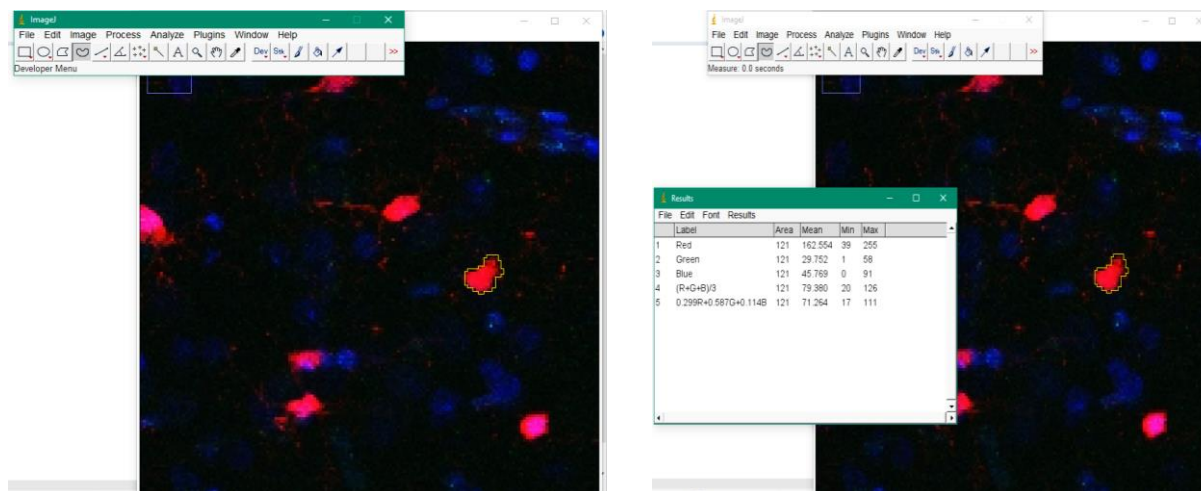 ImageJ
File Edit Image Process Analyze Plugins Window Help
A Dev Stk >>
Developer Menu
ImageJ
File Edit Image Process Analyze Plugins Window Help
A Dev Stk >>
Measure: 0.0 seconds
Results
File Edit Font Results
Label Area Mean Min Max
1 Red 121 162.554 39 255
2 Green 121 29.752 1 58
3 Blue 121 45.769 0 91
4 (R+G+B)/3 121 79.380 20 126
5 0.299R+0.587G+0.114B 121 71.264 17 111